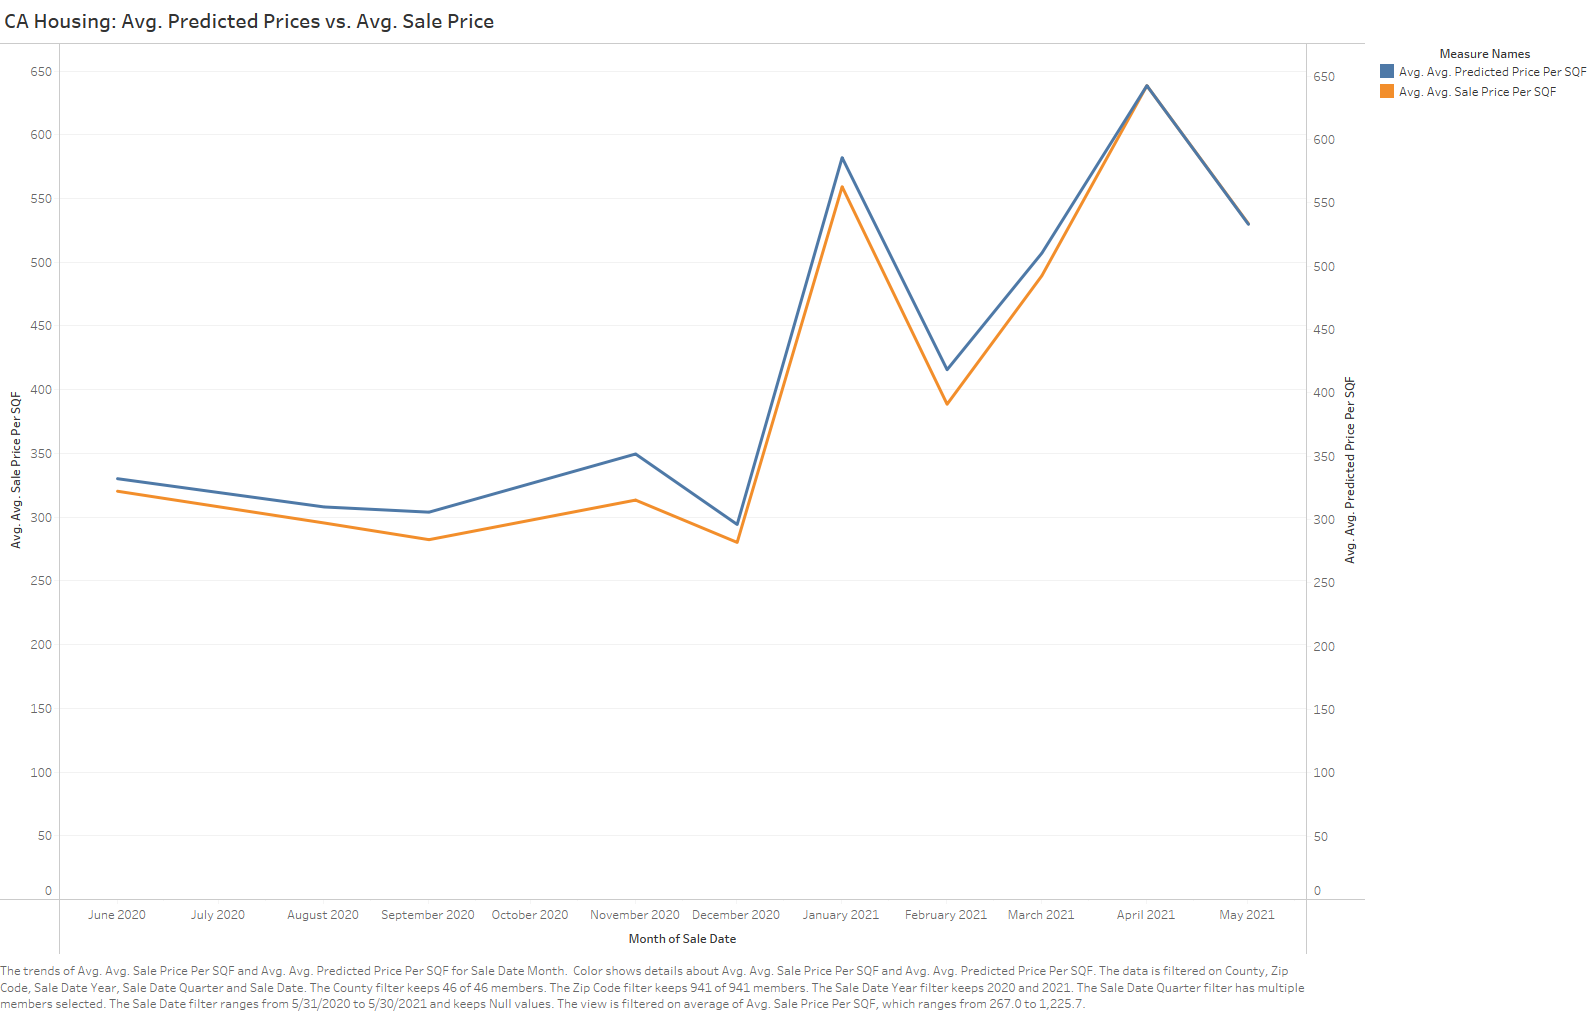 CA Housing: Avg. Predicted Prices vs. Avg. Sale Price
Measure Names
Avg. Avg. Predicted Price Per SQF
Avg. Avg. Sale Price Per SQF
Avg. Avg. Sale Price Per SQF
650
600
550
500
450
400
350
300
250
200
150
100
50
0
650
600
550
500
450
400
350
300
250
200
150
100
50
0
Avg. Avg. Predicted Price Per SQF
June 2020 July 2020 August 2020 September 2020 October 2020 November 2020 December 2020 January 2021 February 2021 March 2021 April 2021 May 2021
Month of Sale Date
The trends of Avg. Avg. Sale Price Per SQF and Avg. Avg. Predicted Price Per SQF for Sale Date Month.  Color shows details about Avg. Avg. Sale Price Per SQF and Avg. Avg. Predicted Price Per SQF. The data is filtered on County, Zip
Code, Sale Date Year, Sale Date Quarter and Sale Date. The County filter keeps 46 of 46 members. The Zip Code filter keeps 941 of 941 members. The Sale Date Year filter keeps 2020 and 2021. The Sale Date Quarter filter has multiple
members selected. The Sale Date filter ranges from 5/31/2020 to 5/30/2021 and keeps Null values. The view is filtered on average of Avg. Sale Price Per SQF, which ranges from 267.0 to 1,225.7.